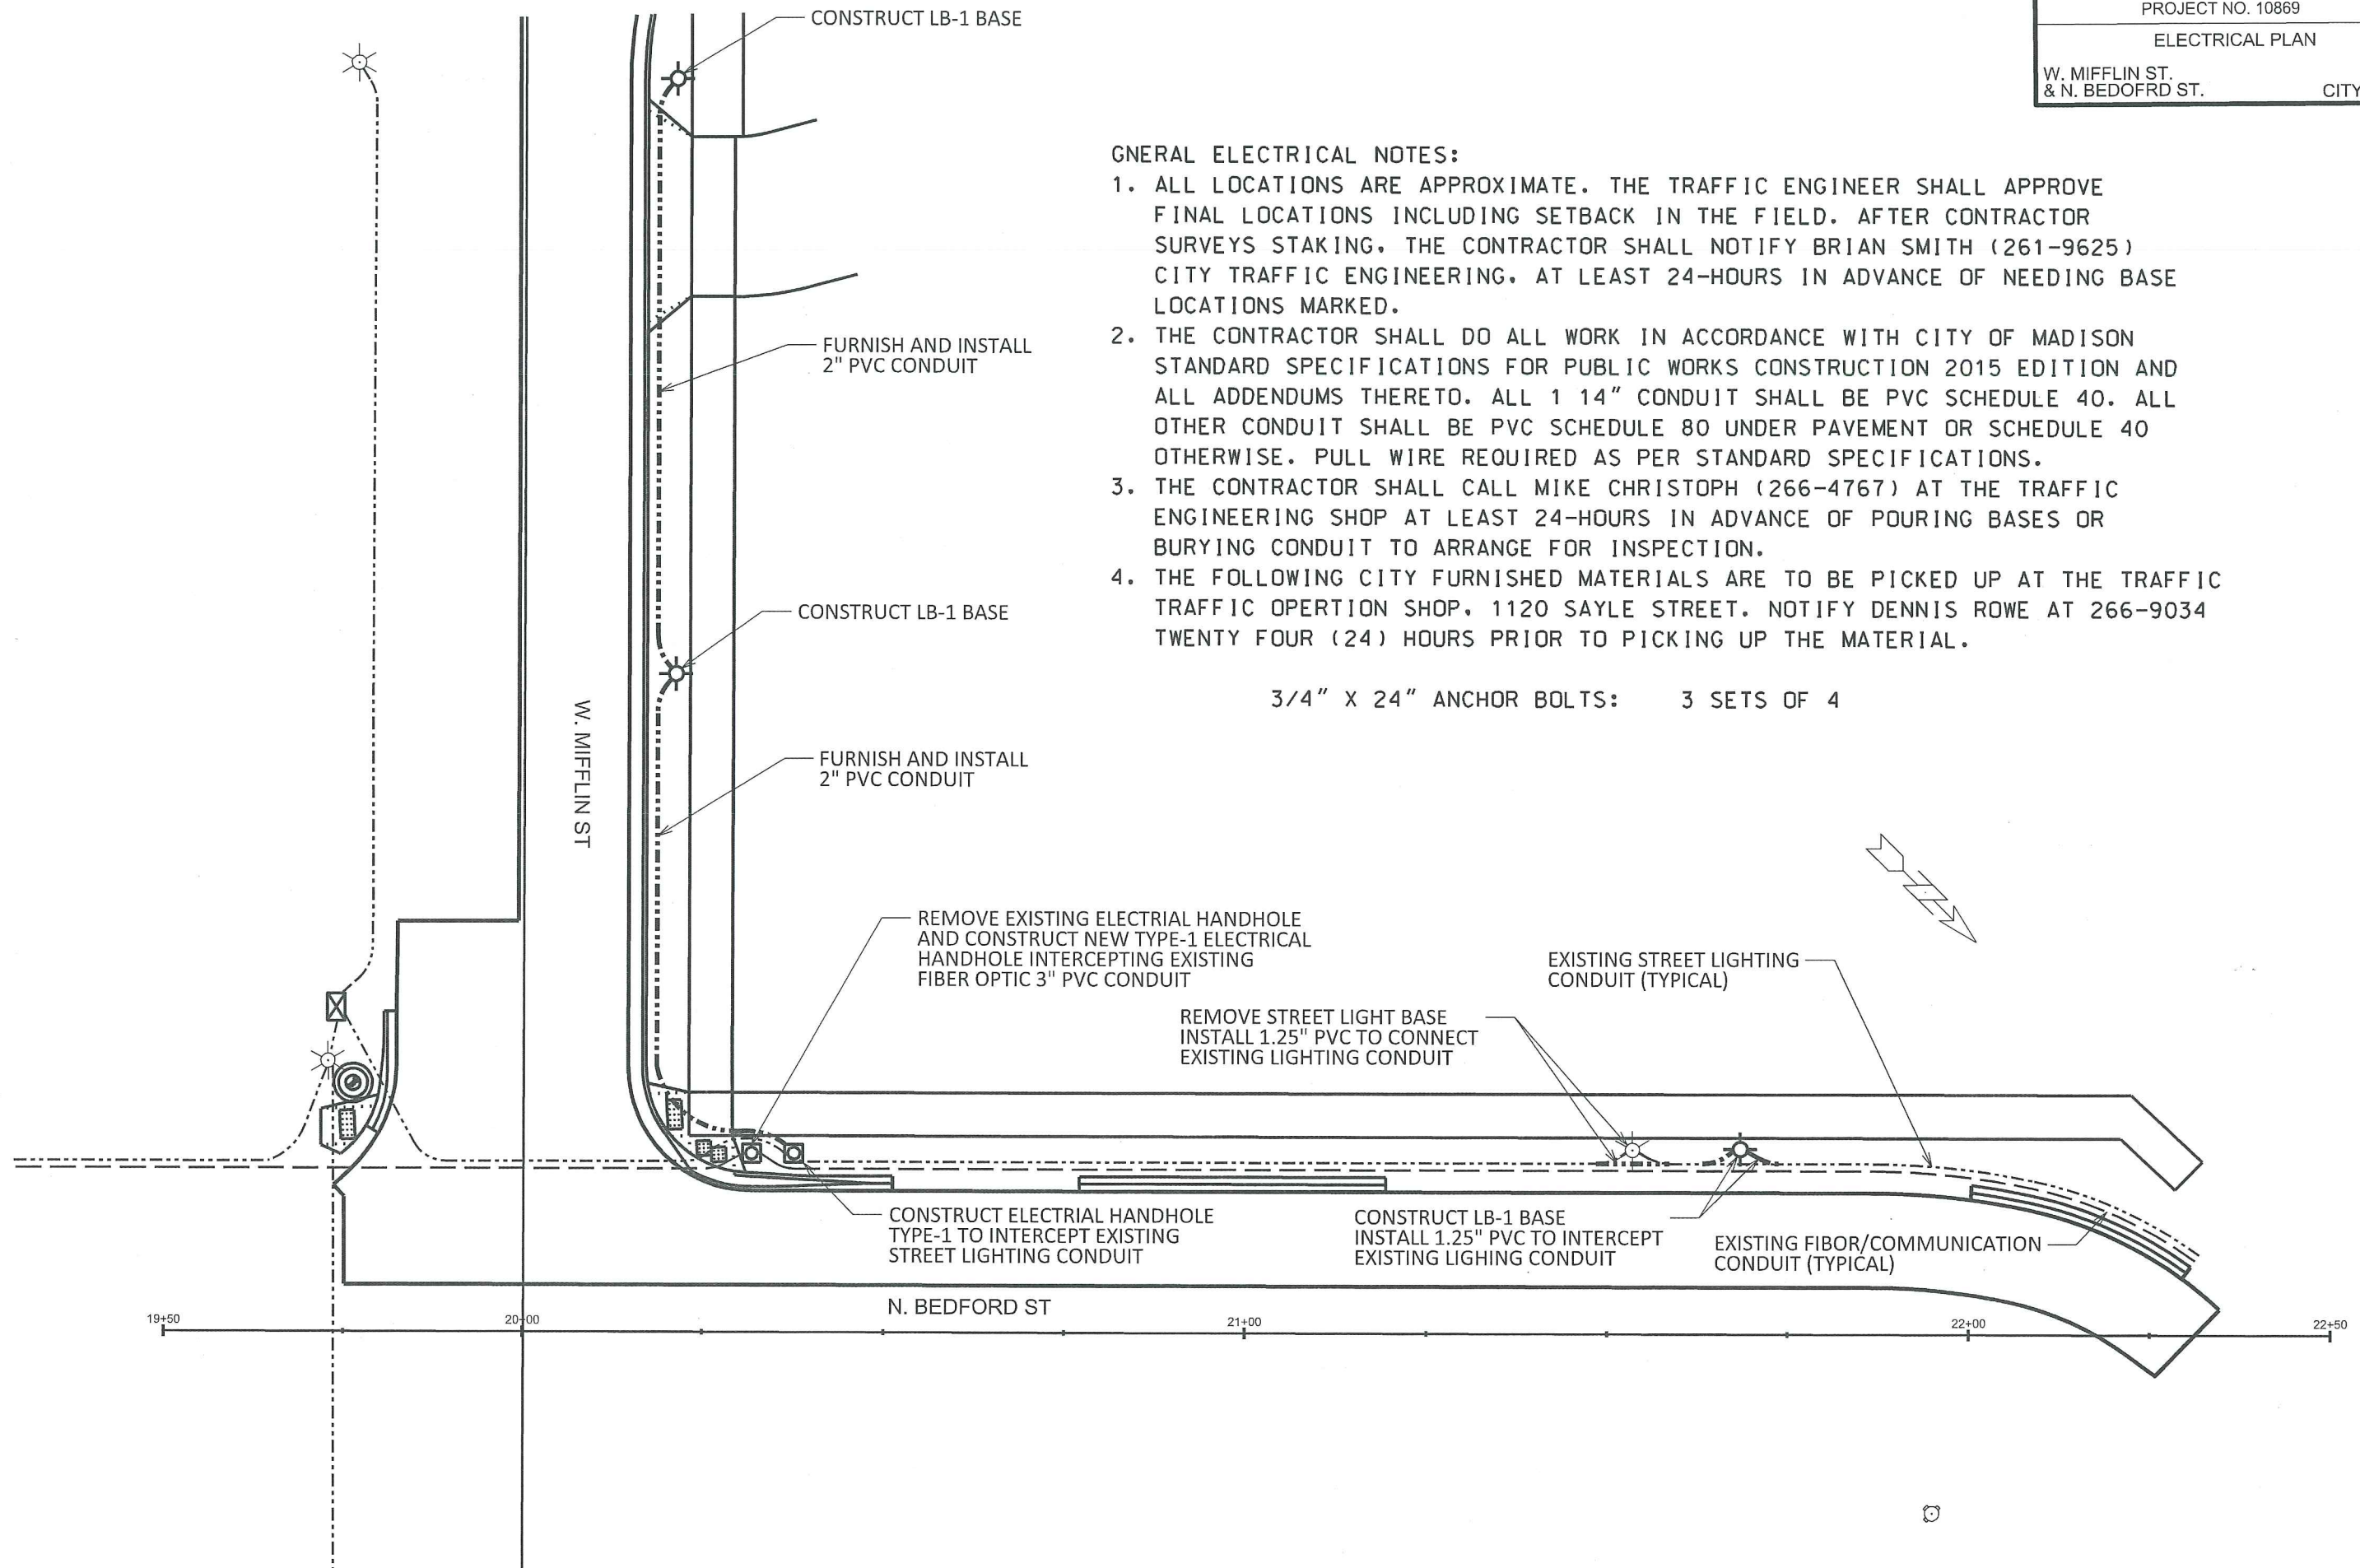 PROJECT NO. 10869
ELECTRICAL PLAN
W. MIFFLIN ST.
& N. BEDOFRD ST.
CITY
CONSTRUCT LB-1 BASE
GNERAL ELECTRICAL NOTES:
1. ALL LOCATIONS ARE APPROXIMATE. THE TRAFFIC ENGINEER SHALL APPROVE
FINAL LOCATIONS INCLUDING SETBACK IN THE FIELD. AFTER CONTRACTOR
SURVEYS STAKING, THE CONTRACTOR SHALL NOTIFY BRIAN SMITH (261-9625)
CITY TRAFFIC ENGINEERING, AT LEAST 24-HOURS IN ADVANCE OF NEEDING BASE
LOCATIONS MARKED.
2. THE CONTRACTOR SHALL DO ALL WORK IN ACCORDANCE WITH CITY OF MADISON
STANDARD SPECIFICATIONS FOR PUBLIC WORKS CONSTRUCTION 2015 EDITION AND
ALL ADDENDUMS THERETO. ALL 1 14" CONDUIT SHALL BE PVC SCHEDULE 40. ALL
OTHER CONDUIT SHALL BE PVC SCHEDULE 80 UNDER PAVEMENT OR SCHEDULE 40
OTHERWISE. PULL WIRE REQUIRED AS PER STANDARD SPECIFICATIONS.
3. THE CONTRACTOR SHALL CALL MIKE CHRISTOPH (266-4767) AT THE TRAFFIC
ENGINEERING SHOP AT LEAST 24-HOURS IN ADVANCE OF POURING BASES OR
BURYING CONDUIT TO ARRANGE FOR INSPECTION.
4. THE FOLLOWING CITY FURNISHED MATERIALS ARE TO BE PICKED UP AT THE TRAFFIC
TRAFFIC OPERTION SHOP, 1120 SAYLE STREET. NOTIFY DENNIS ROWE AT 266-9034
TWENTY FOUR (24) HOURS PRIOR TO PICKING UP THE MATERIAL.
3/4" X 24" ANCHOR BOLTS: 3 SETS OF 4
FURNISH AND INSTALL
2" PVC CONDUIT
CONSTRUCT LB-1 BASE
W. MIFFLIN ST
FURNISH AND INSTALL
2" PVC CONDUIT
REMOVE EXISTING ELECTRIAL HANDHOLE
AND CONSTRUCT NEW TYPE-1 ELECTRICAL
HANDHOLE INTERCEPTING EXISTING
FIBER OPTIC 3" PVC CONDUIT
EXISTING STREET LIGHTING
CONDUIT (TYPICAL)
REMOVE STREET LIGHT BASE
INSTALL 1.25" PVC TO CONNECT
EXISTING LIGHTING CONDUIT
CONSTRUCT ELECTRIAL HANDHOLE
TYPE-1 TO INTERCEPT EXISTING
STREET LIGHTING CONDUIT
CONSTRUCT LB-1 BASE
INSTALL 1.25" PVC TO INTERCEPT
EXISTING LIGHING CONDUIT
EXISTING FIBOR/COMMUNICATION
CONDUIT (TYPICAL)
N. BEDFORD ST
19+50
20+00
21+00
22+00
22+50